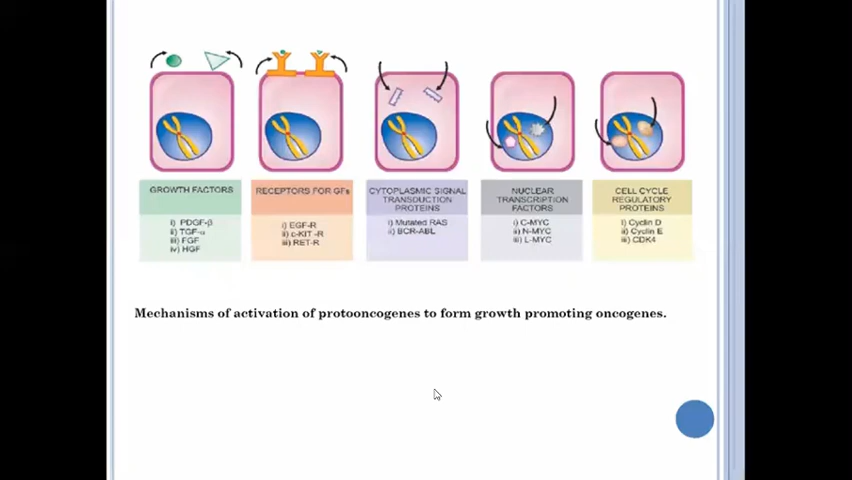 GROWTH FACTORS
i) PDGF-β
ii) TGF-α
iii) FGF
iv) HGF
RECEPTORS FOR GFs
i) EGF-R
ii) c-KIT -R
iii) RET-R
CYTOPLASMIC SIGNAL
TRANSDUCTION
PROTEINS
i) Mutated RAS
ii) BCR-ABL
NUCLEAR
TRANSCRIPTION
FACTORS
i) C-MYC
ii) N-MYC
iii) L-MYC
CELL CYCLE
REGULATORY
PROTEINS
i) Cyclin D
ii) Cyclin E
iii) CDK4
Mechanisms of activation of protooncogenes to form growth promoting oncogenes.